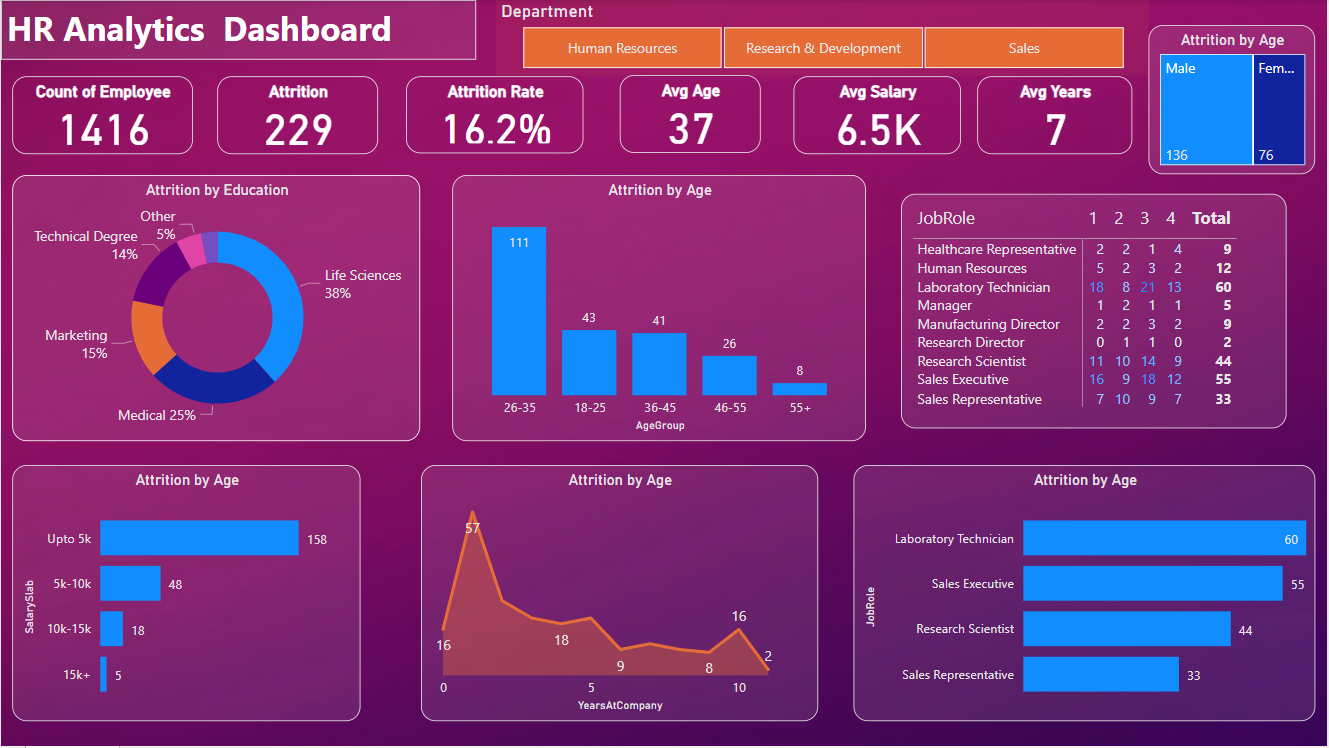 HR Analytics  Dashboard
Department
Human Resources
Research & Development
Sales
Count of Employee
1416
Attrition
229
Attrition Rate
16.2%
Avg Age
37
Avg Salary
6.5K
Avg Years
7
Attrition by Age
Male
136
Fem...
76
Attrition by Education
Other
5%
Technical Degree
14%
Life Sciences
38%
Marketing
15%
Medical 25%
Attrition by Age
111
43
41
26
8
26-35 18-25 36-45 46-55 55+
AgeGroup
JobRole 1 2 3 4 Total
Healthcare Representative 2 2 1 4 9
Human Resources 5 2 3 2 12
Laboratory Technician 18 8 21 13 60
Manager 1 2 1 1 5
Manufacturing Director 2 2 3 2 9
Research Director 0 1 1 0 2
Research Scientist 11 10 14 9 44
Sales Executive 16 9 18 12 55
Sales Representative 7 10 9 7 33
Attrition by Age
SalarySlab
Upto 5k 158
5k-10k 48
10k-15k 18
15k+ 5
Attrition by Age
16
57
18
9
8
16
2
0 5 10
YearsAtCompany
Attrition by Age
JobRole
Laboratory Technician 60
Sales Executive 55
Research Scientist 44
Sales Representative 33